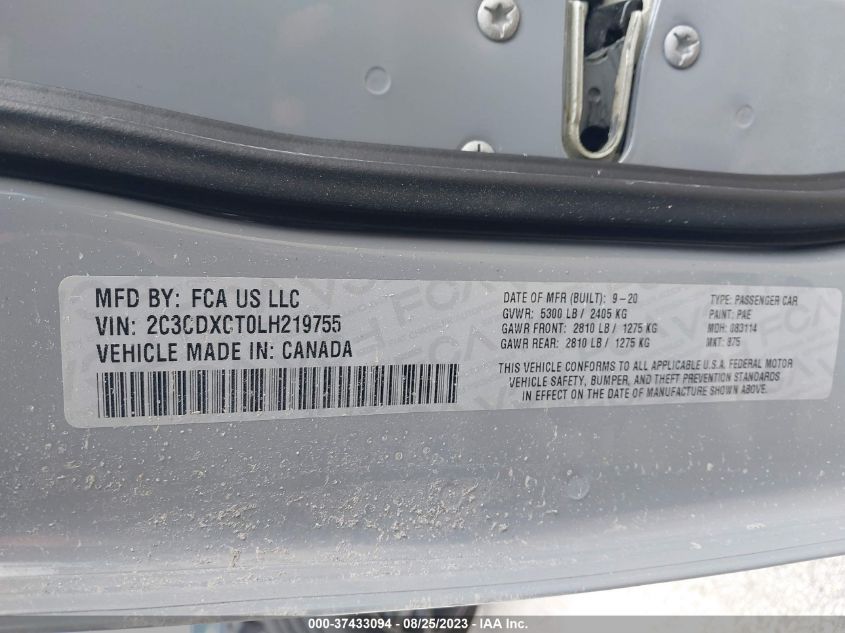 MFD BY: FCA US LLC
VIN: 2C3CDXCT0LH219755
VEHICLE MADE IN: CANADA
DATE OF MFR (BUILT): 9-20
GVWR: 5300 LB / 2405 KG
GAWR FRONT: 2810 LB / 1275 KG
GAWR REAR: 2810 LB / 1275 KG
TYPE: PASSENGER CAR
PAINT: PAE
MDH: 083114
MKT: 875
THIS VEHICLE CONFORMS TO ALL APPLICABLE U.S.A. FEDERAL MOTOR
VEHICLE SAFETY, BUMPER, AND THEFT PREVENTION STANDARDS
IN EFFECT ON THE DATE OF MANUFACTURE SHOWN ABOVE.
000-37433094 - 08/25/2023 - IAA Inc.